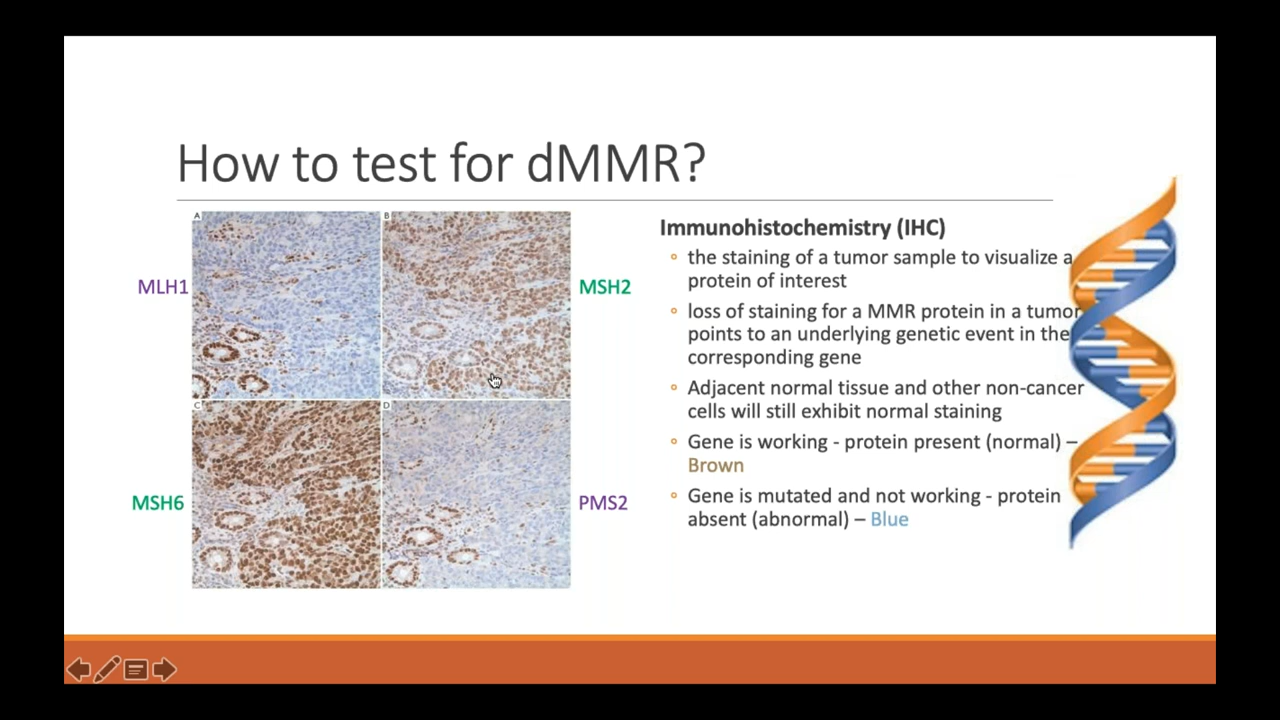 How to test for dMMR?
A
B
MLH1
MSH2
C
D
MSH6
PMS2
Immunohistochemistry (IHC)
the staining of a tumor sample to visualize a
protein of interest
loss of staining for a MMR protein in a tumor
points to an underlying genetic event in the
corresponding gene
Adjacent normal tissue and other non-cancer
cells will still exhibit normal staining
Gene is working - protein present (normal) –
Brown
Gene is mutated and not working - protein
absent (abnormal) – Blue